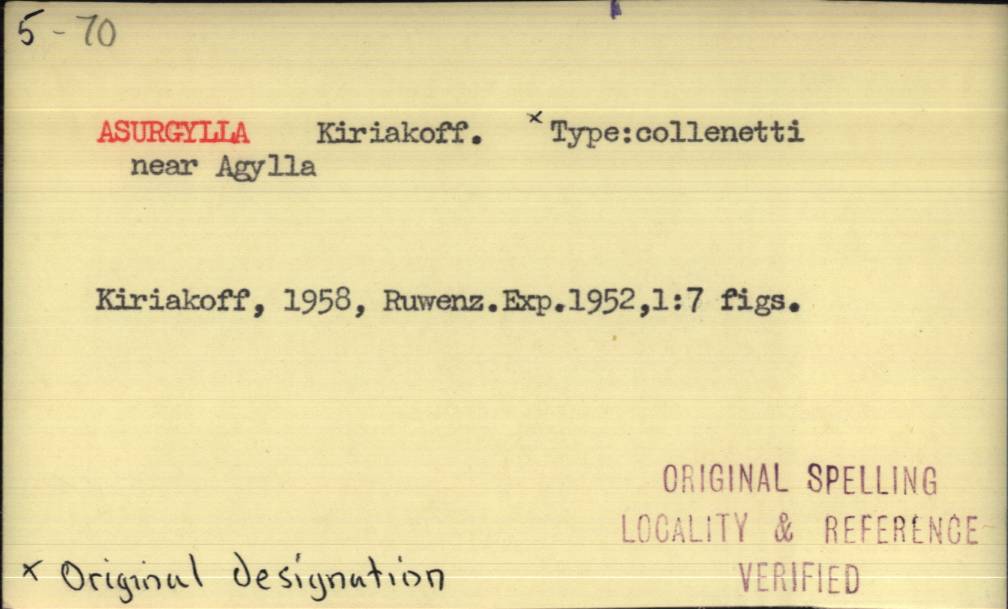 5-70
ASURGYLLA Kiriakoff. x Type:collenetti
near Agylla
Kiriakoff, 1958, Ruwenz.Exp.1952,1:7 figs.
ORIGINAL SPELLING
LOCALITY & REFERENCE
VERIFIED
x Original designation